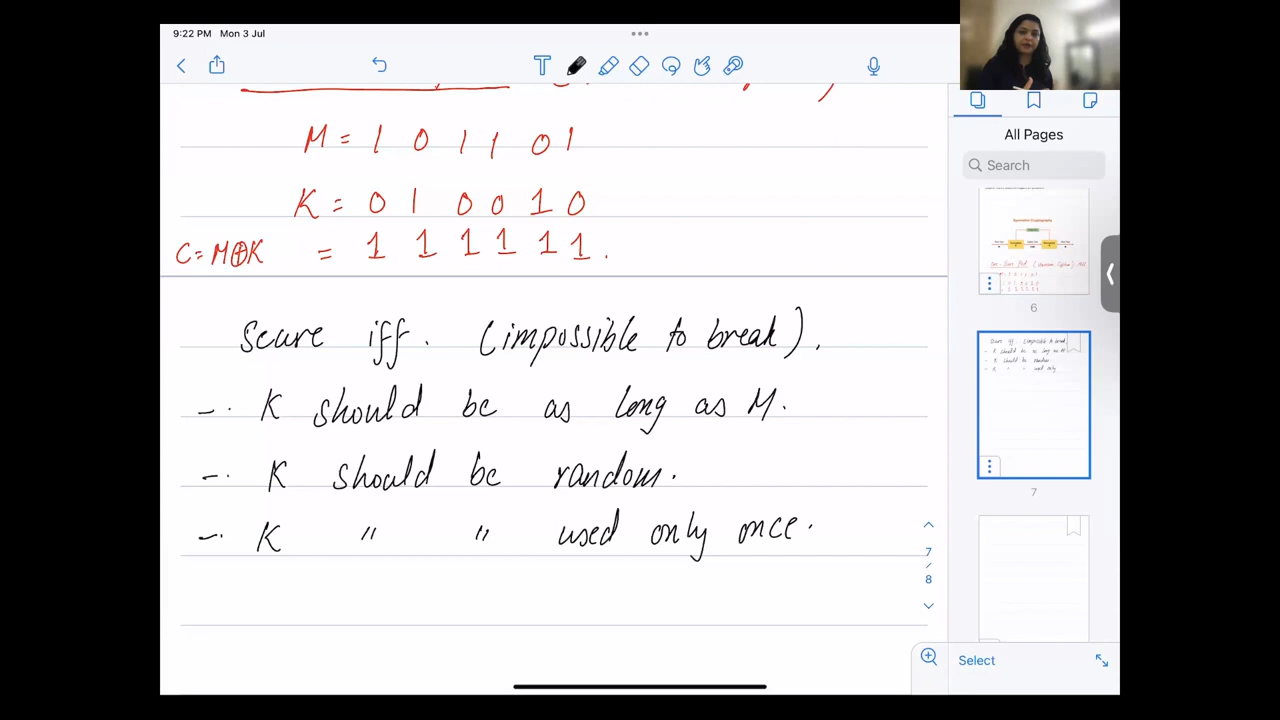 9:22 PM Mon 3 Jul
All Pages
Search
M = 1 0 1 1 0 1
K = 0 1 0 0 1 0
C = M⊕K = 1 1 1 1 1 1 .
Secure iff. (impossible to break).
-. K should be as long as M.
-. K should be random.
-. K " " used only once.
6
7
7
/
8
Select